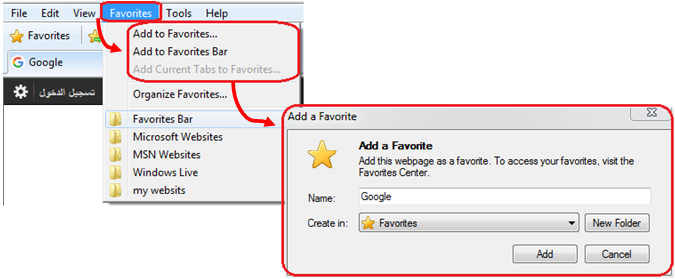 File Edit View Favorites Tools Help
Favorites
Google
تسجيل الدخول
Add to Favorites...
Add to Favorites Bar
Add Current Tabs to Favorites...
Organize Favorites...
Favorites Bar
Microsoft Websites
MSN Websites
Windows Live
my websits
Add a Favorite
Add a Favorite
Add this webpage as a favorite. To access your favorites, visit the
Favorites Center.
Name: Google
Create in: Favorites New Folder
Add Cancel